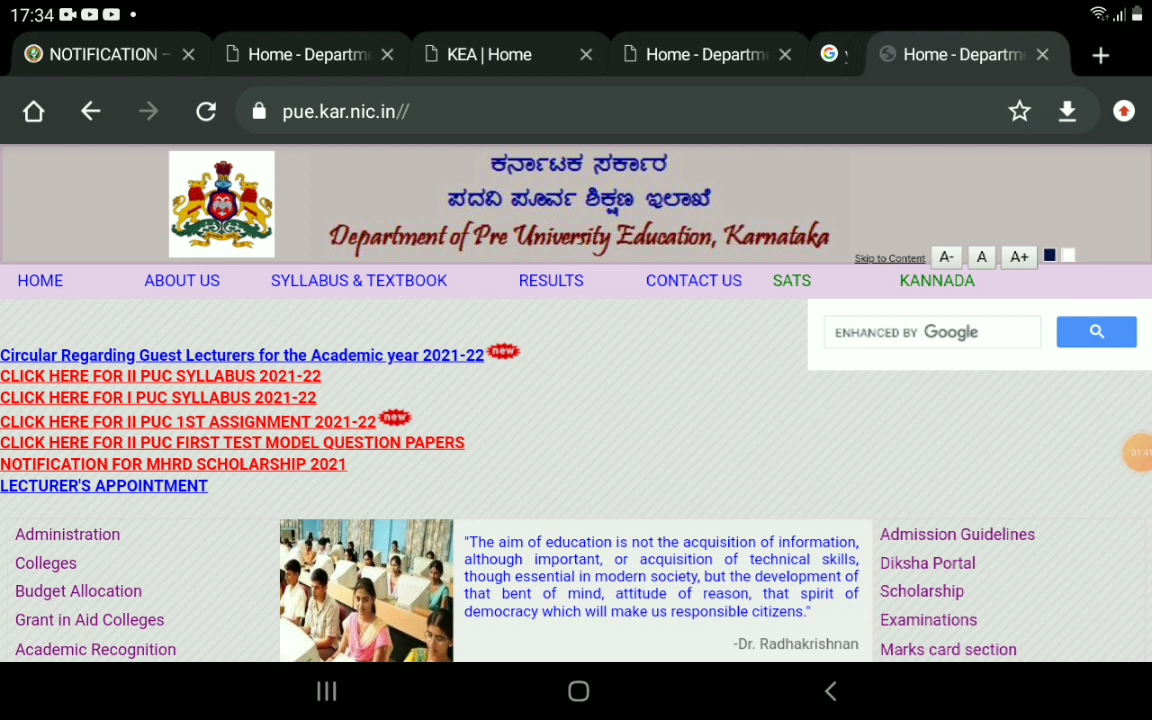 17:34
NOTIFICATION -
Home - Departm
KEA | Home
Home - Departm
Home - Departm
pue.kar.nic.in//
ಕರ್ನಾಟಕ ಸರ್ಕಾರ
ಪದವಿ ಪೂರ್ವ ಶಿಕ್ಷಣ ಇಲಾಖೆ
Department of Pre University Education, Karnataka
Skip to Content A- A A+
HOME ABOUT US SYLLABUS & TEXTBOOK RESULTS CONTACT US SATS KANNADA
ENHANCED BY Google
Circular Regarding Guest Lecturers for the Academic year 2021-22 new
CLICK HERE FOR II PUC SYLLABUS 2021-22
CLICK HERE FOR I PUC SYLLABUS 2021-22
CLICK HERE FOR II PUC 1ST ASSIGNMENT 2021-22 new
CLICK HERE FOR II PUC FIRST TEST MODEL QUESTION PAPERS
NOTIFICATION FOR MHRD SCHOLARSHIP 2021
LECTURER'S APPOINTMENT
01:41
Administration
Colleges
Budget Allocation
Grant in Aid Colleges
Academic Recognition
"The aim of education is not the acquisition of information,
although important, or acquisition of technical skills,
though essential in modern society, but the development of
that bent of mind, attitude of reason, that spirit of
democracy which will make us responsible citizens."
-Dr. Radhakrishnan
Admission Guidelines
Diksha Portal
Scholarship
Examinations
Marks card section